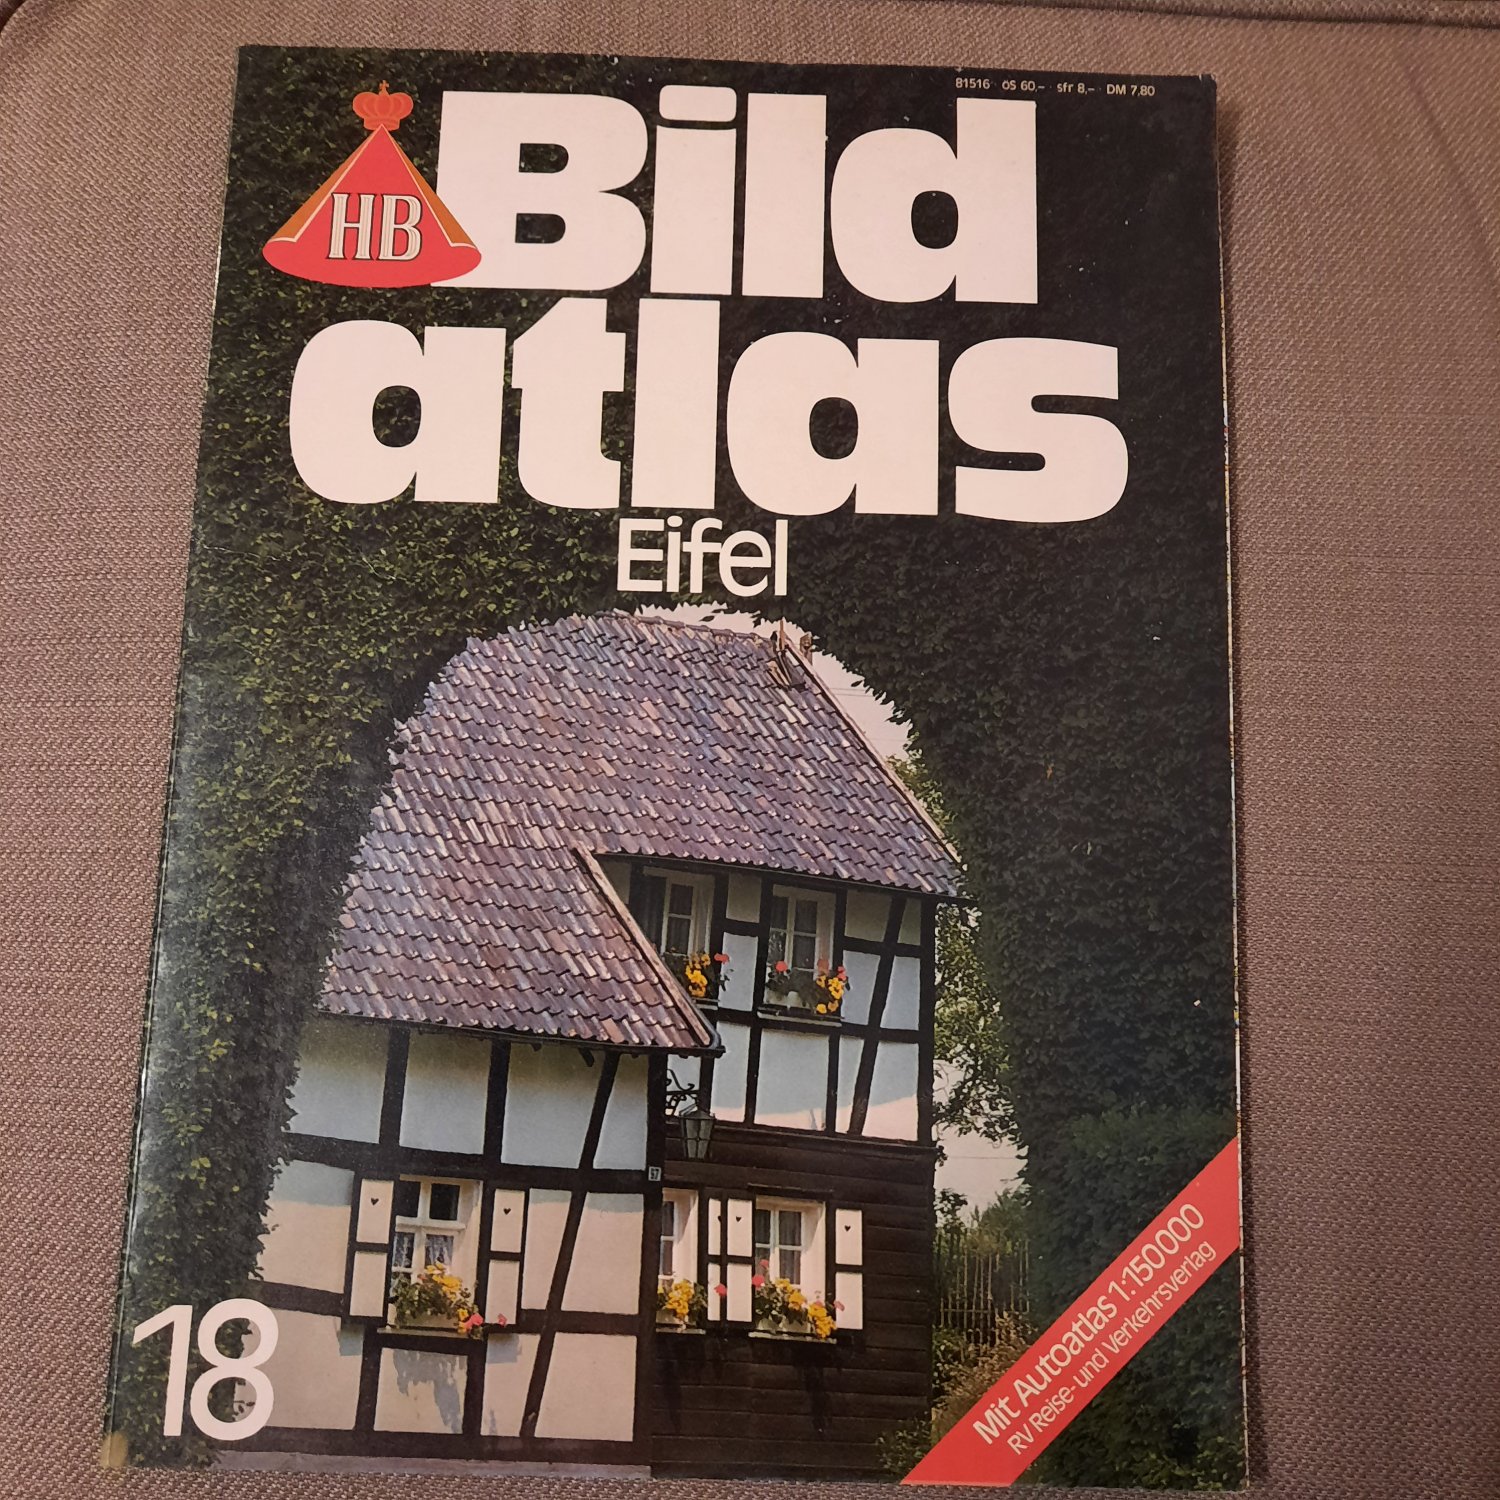 81516 öS 60,– sfr 8,– DM 7,80
HB
Bild
atlas
Eifel
97
18
Mit Autoatlas 1:150000
RV Reise- und Verkehrsverlag